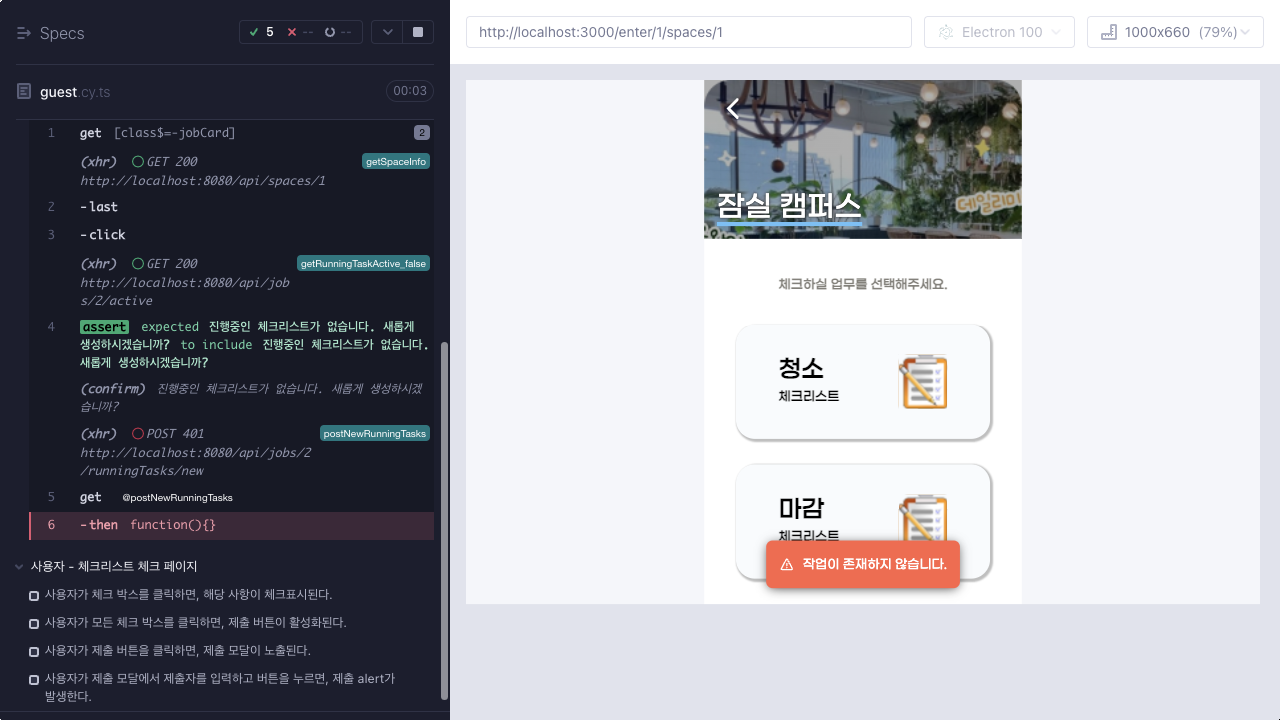 Specs
5
--
--
http://localhost:3000/enter/1/spaces/1
Electron 100
1000x660 (79%)
guest.cy.ts
00:03
1 get [class$=-jobCard] 2
(xhr) GET 200 getSpaceInfo
http://localhost:8080/api/spaces/1
2 -last
3 -click
(xhr) GET 200 getRunningTaskActive_false
http://localhost:8080/api/job
s/2/active
4 assert expected 진행중인 체크리스트가 없습니다. 새롭게
생성하시겠습니까? to include 진행중인 체크리스트가 없습니다.
새롭게 생성하시겠습니까?
(confirm) 진행중인 체크리스트가 없습니다. 새롭게 생성하시겠
습니까?
(xhr) POST 401 postNewRunningTasks
http://localhost:8080/api/jobs/2
/runningTasks/new
5 get @postNewRunningTasks
6 -then function(){}
사용자 - 체크리스트 체크 페이지
사용자가 체크 박스를 클릭하면, 해당 사항이 체크표시된다.
사용자가 모든 체크 박스를 클릭하면, 제출 버튼이 활성화된다.
사용자가 제출 버튼을 클릭하면, 제출 모달이 노출된다.
사용자가 제출 모달에서 제출자를 입력하고 버튼을 누르면, 제출 alert가
발생한다.
잠실 캠퍼스
데일리미
체크하실 업무를 선택해주세요.
청소
체크리스트
마감
체크리스트
작업이 존재하지 않습니다.